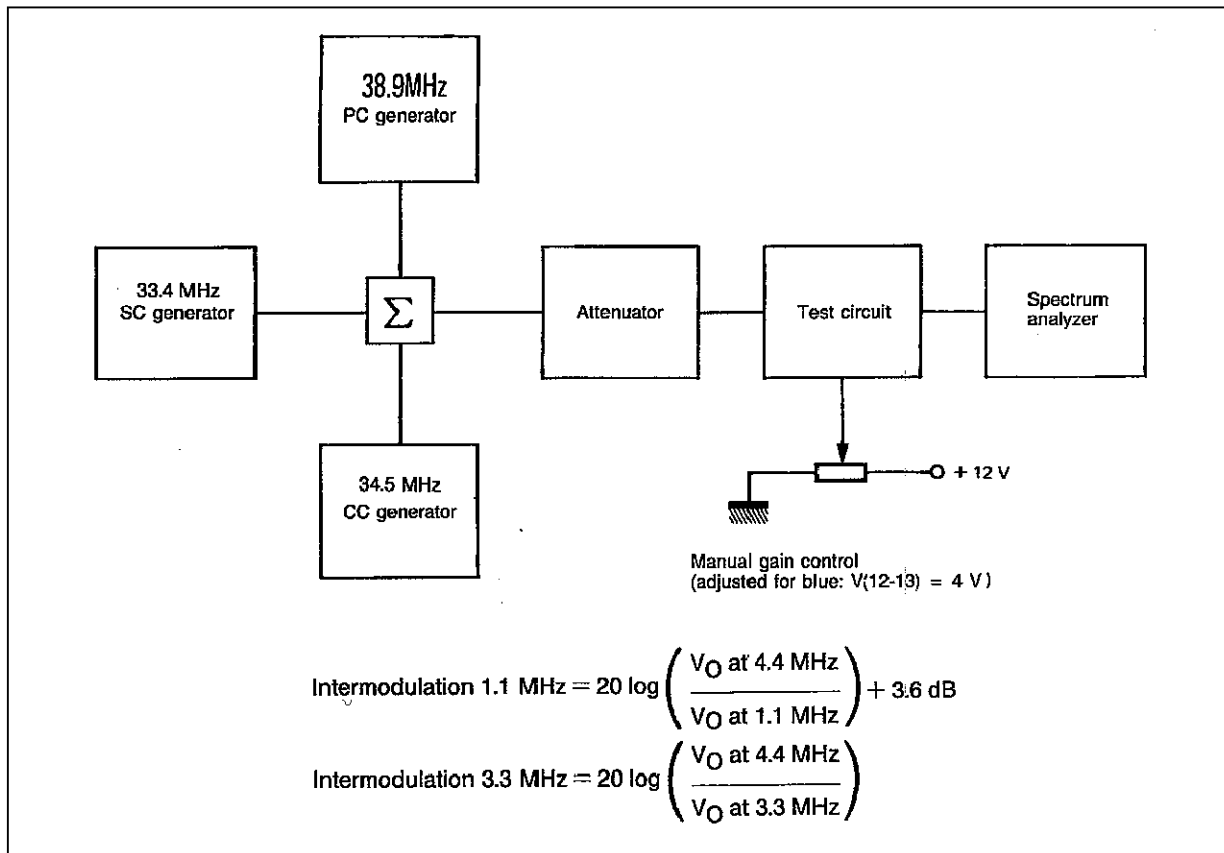 38.9MHz
PC generator
33.4 MHz
SC generator
Σ
Attenuator
Test circuit
Spectrum
analyzer
34.5 MHz
CC generator
+ 12 V
Manual gain control
(adjusted for blue: V(12-13) = 4 V)
Intermodulation 1.1 MHz = 20 log ( VO at 4.4 MHz / VO at 1.1 MHz ) + 3.6 dB
Intermodulation 3.3 MHz = 20 log ( VO at 4.4 MHz / VO at 3.3 MHz )